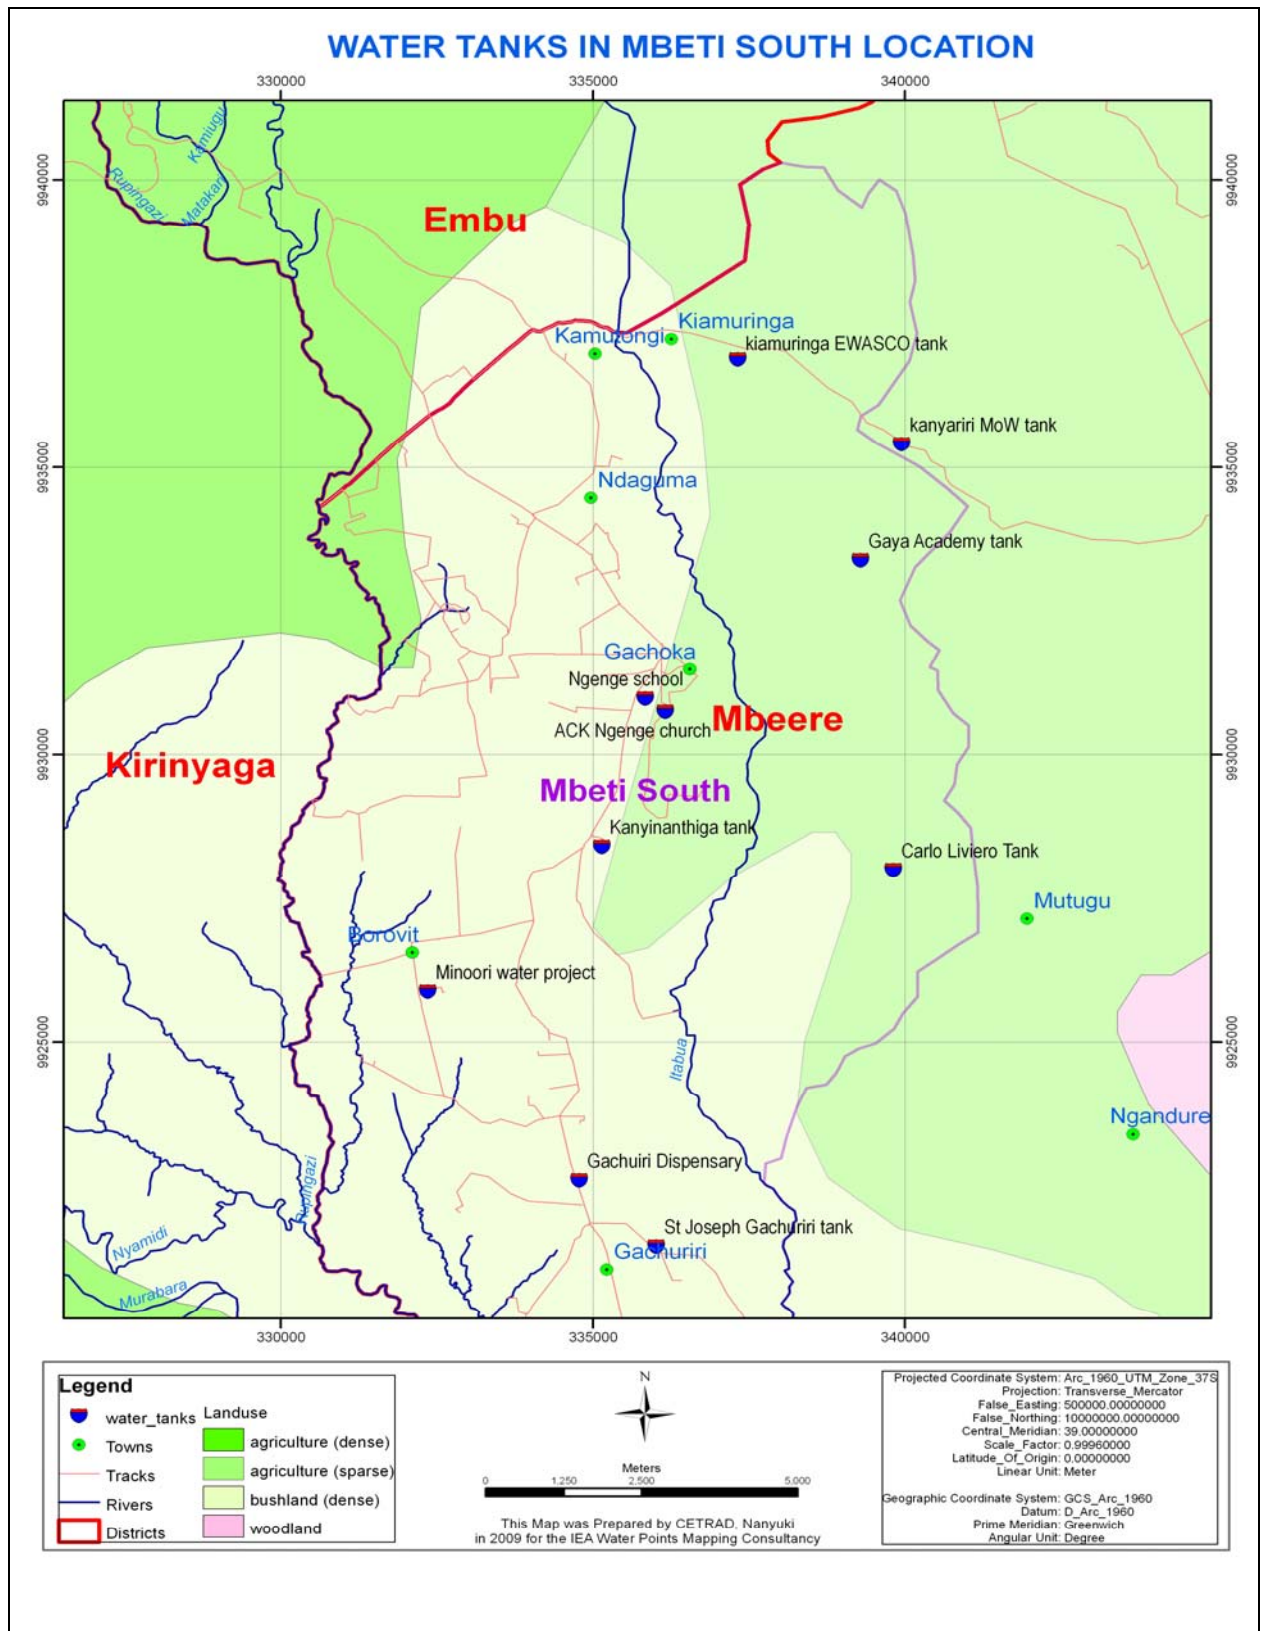 WATER TANKS IN MBETI SOUTH LOCATION
330000 335000 340000
9940000 9940000
Kamiugu
Rupingazi
Matakari
Embu
Kiamuringa
Kamutongi
kiamuringa EWASCO tank
kanyariri MoW tank
9935000 9935000
Ndaguma
Gaya Academy tank
Gachoka
Ngenge school
Mbeere
ACK Ngenge church
9930000 9930000
Kirinyaga
Mbeti South
Kanyinanthiga tank
Carlo Liviero Tank
Mutugu
Borovit
Minoori water project
9925000 9925000
Itabua
Ngandure
Gachuiri Dispensary
Rupingazi
St Joseph Gachuriri tank
Nyamidi
Gachuriri
Murabara
330000 335000 340000
Legend
water_tanks
Towns
Tracks
Rivers
Districts
Landuse
agriculture (dense)
agriculture (sparse)
bushland (dense)
woodland
N
Meters
0 1,250 2,500 5,000
This Map was Prepared by CETRAD, Nanyuki
in 2009 for the IEA Water Points Mapping Consultancy
Projected Coordinate System: Arc_1960_UTM_Zone_37S
Projection: Transverse_Mercator
False_Easting: 500000.00000000
False_Northing: 10000000.00000000
Central_Meridian: 39.00000000
Scale_Factor: 0.99960000
Latitude_Of_Origin: 0.00000000
Linear Unit: Meter
Geographic Coordinate System: GCS_Arc_1960
Datum: D_Arc_1960
Prime Meridian: Greenwich
Angular Unit: Degree